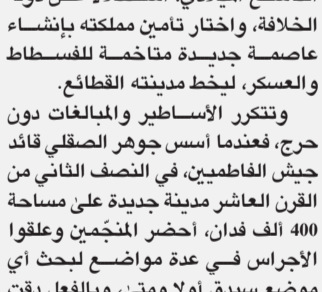 الخلافة، واختار تأمين مملكته بإنشاء
عاصمة جديدة متاخمة للفسطاط
والعسكر، ليخط مدينته القطائع.
وتتكرر الأساطير والمبالغات دون
حرج، فعندما أسس جوهر الصقلي قائد
جيش الفاطميين، في النصف الثاني من
القرن العاشر مدينة جديدة على مساحة
400 ألف فدان، أحضر المنجّمين وعلقوا
الأجراس في عدة مواضع لبحث أي